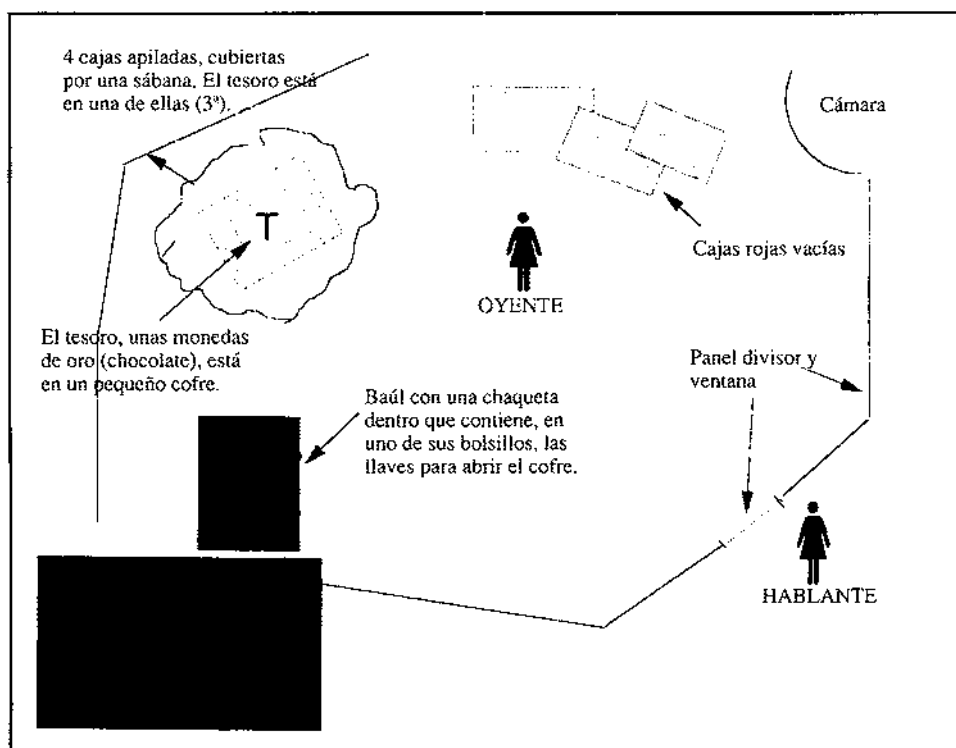 4 cajas apiladas, cubiertas
por una sábana. El tesoro está
en una de ellas (3ª).
Cámara
T
Cajas rojas vacías
OYENTE
El tesoro, unas monedas
de oro (chocolate), está
en un pequeño cofre.
Panel divisor y
ventana
Baúl con una chaqueta
dentro que contiene, en
uno de sus bolsillos, las
llaves para abrir el cofre.
HABLANTE